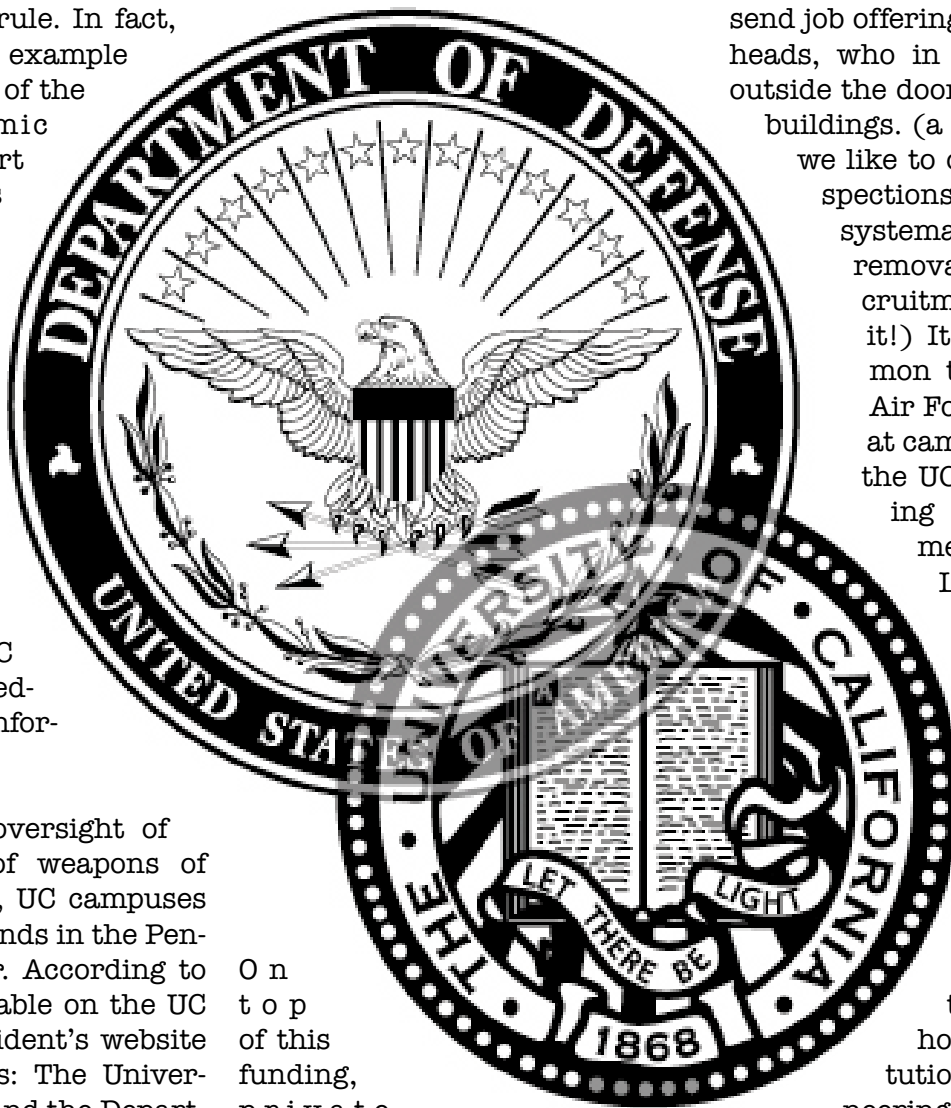 rule. In fact,
example
of the
mic
rt
s
C
ed-
nfor-
oversight of
of weapons of
, UC campuses
nds in the Pen-
r. According to
able on the UC
ident's website
s: The Univer-
nd the Depart-
DEPARTMENT OF DEFENSE
UNITED STATES OF AMERICA
THE UNIVERSITY OF CALIFORNIA
LET THERE BE LIGHT
1868
O n
t o p
of this
funding,
p r i v a t e
send job offering
heads, who in
outside the door
buildings. (a
we like to
spections
systema
remova
cruitm
it!) It
mon t
Air Fo
at cam
the UC
ing
me
L
t
ho
tutio
neering